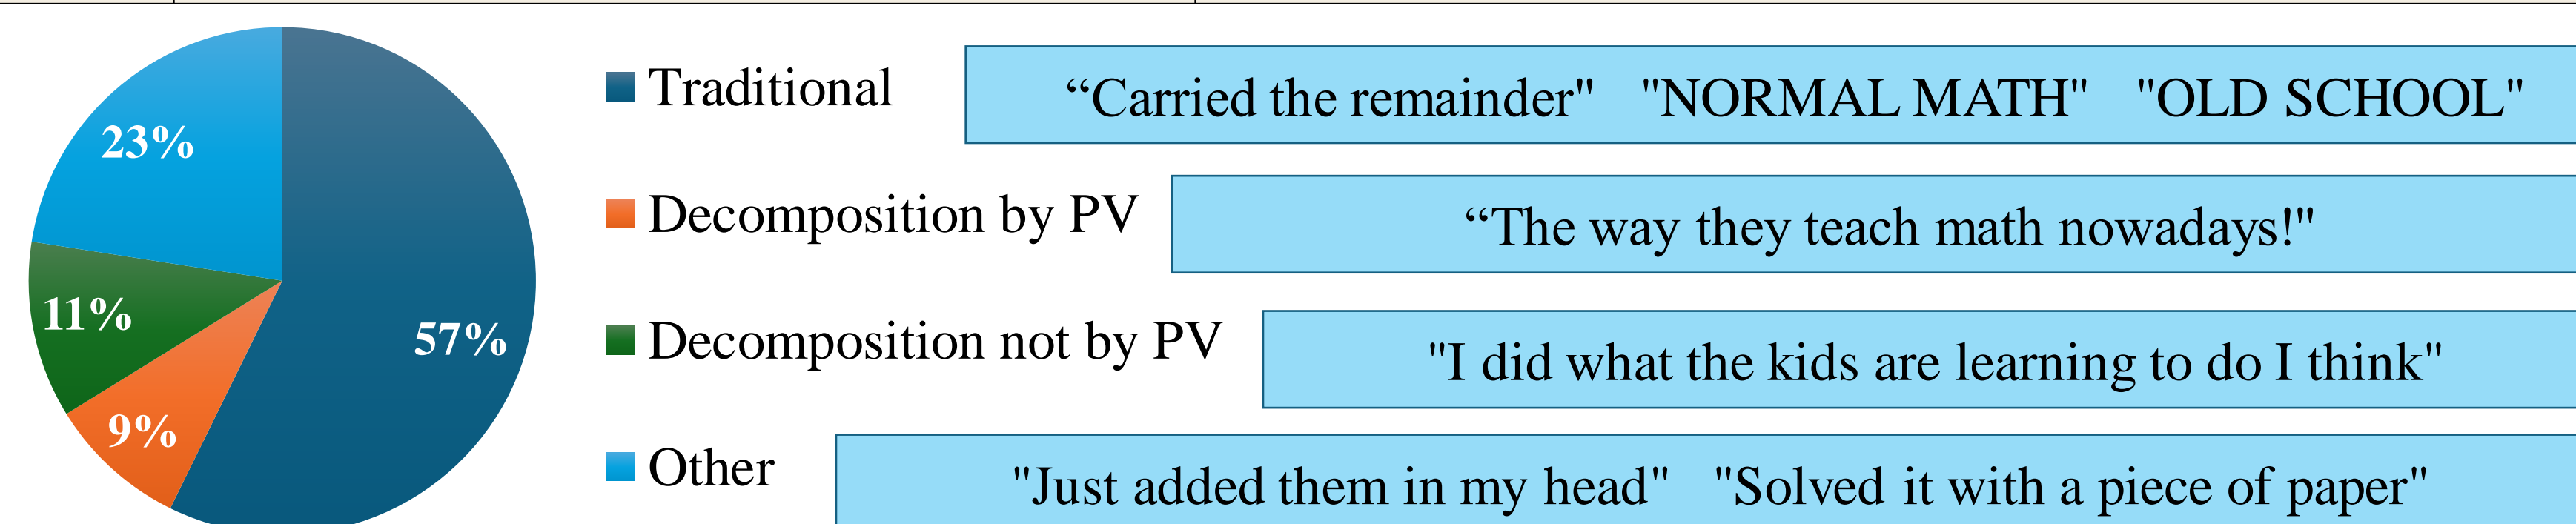 Traditional
“Carried the remainder" "NORMAL MATH" "OLD SCHOOL"
23%
Decomposition by PV
“The way they teach math nowadays!"
11%
57%
Decomposition not by PV
"I did what the kids are learning to do I think"
9%
Other
"Just added them in my head" "Solved it with a piece of paper"